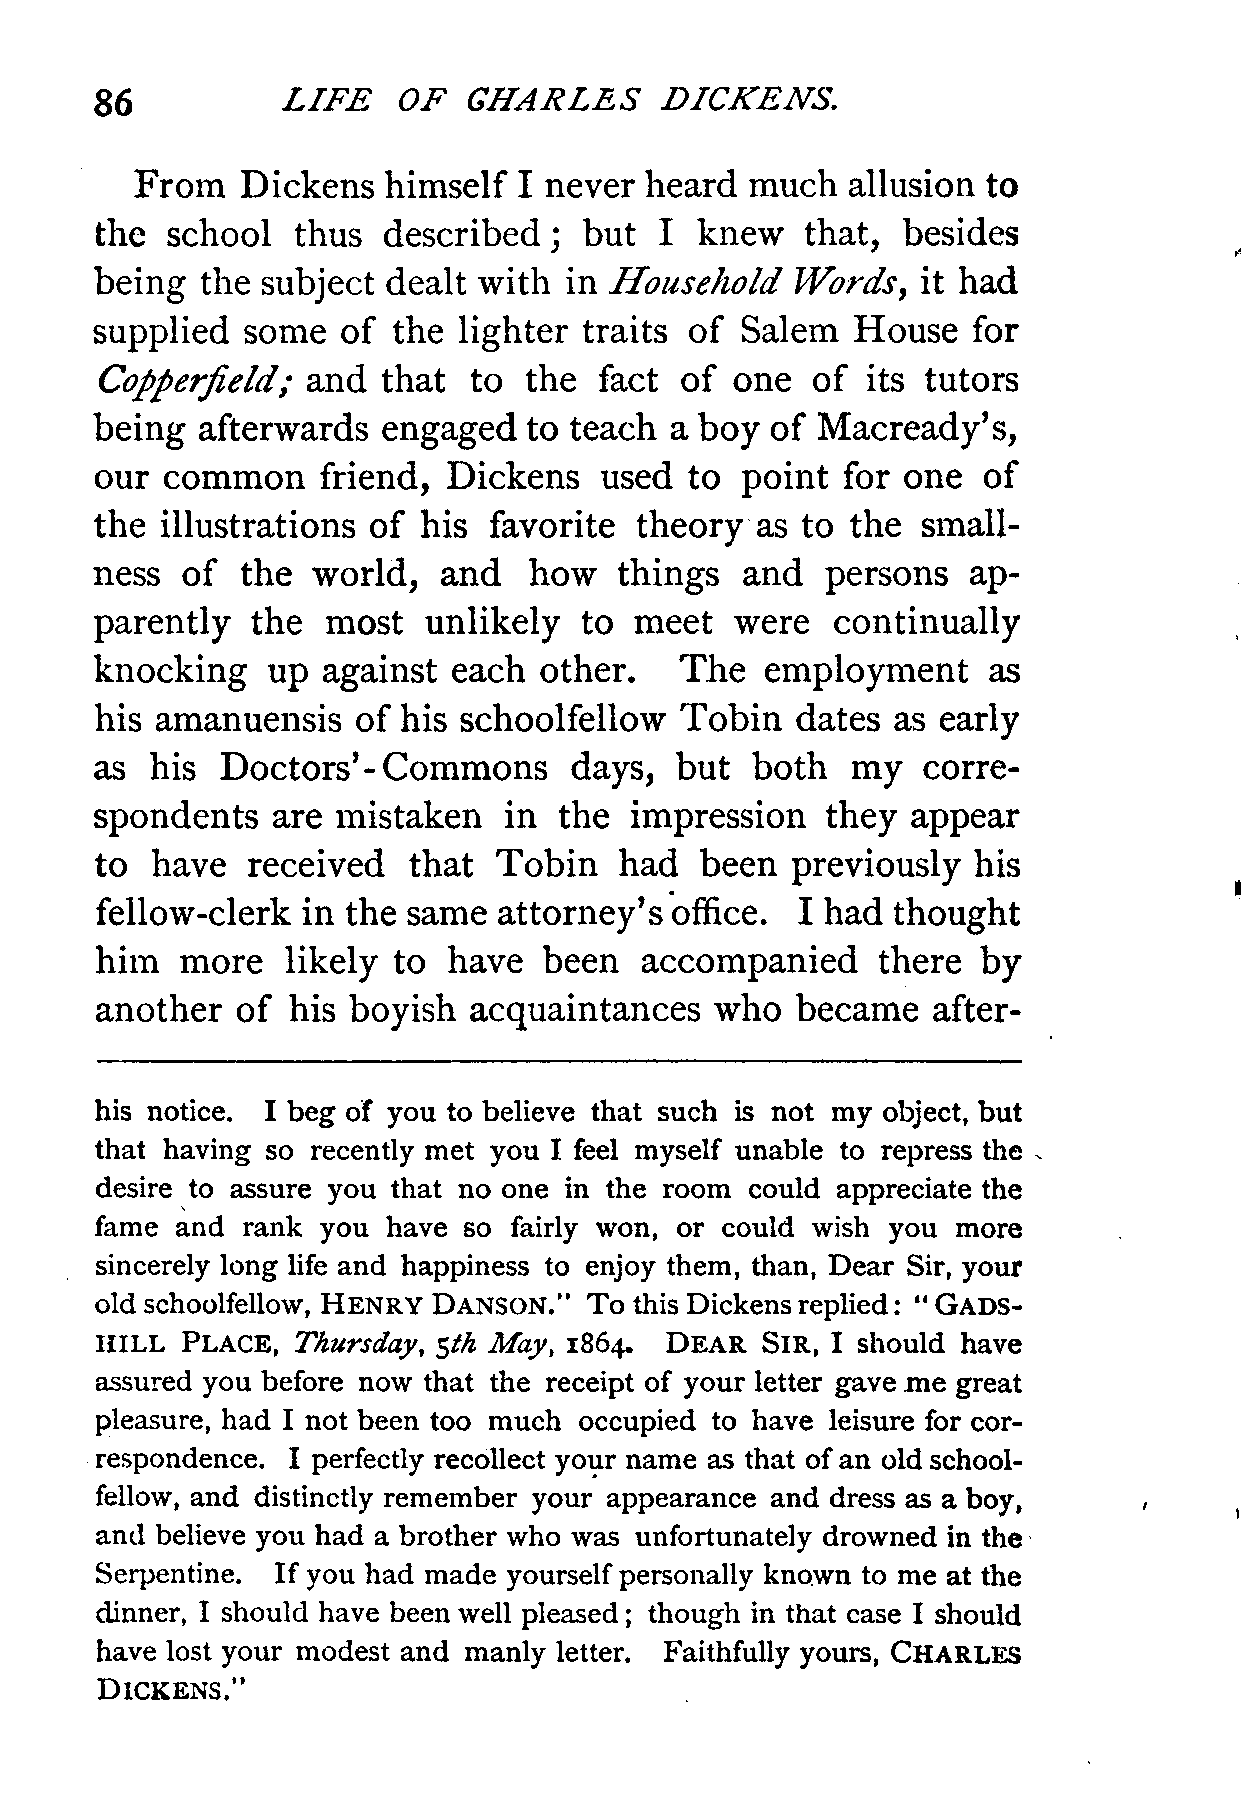 86 LIFE OF CHARLES DICKENS.
From Dickens himself I never heard much allusion to
the school thus described; but I knew that, besides
being the subject dealt with in Household Words, it had
supplied some of the lighter traits of Salem House for
Copperfield; and that to the fact of one of its tutors
being afterwards engaged to teach a boy of Macready's,
our common friend, Dickens used to point for one of
the illustrations of his favorite theory as to the small-
ness of the world, and how things and persons ap-
parently the most unlikely to meet were continually
knocking up against each other. The employment as
his amanuensis of his schoolfellow Tobin dates as early
as his Doctors'-Commons days, but both my corre-
spondents are mistaken in the impression they appear
to have received that Tobin had been previously his
fellow-clerk in the same attorney's office. I had thought
him more likely to have been accompanied there by
another of his boyish acquaintances who became after-
his notice. I beg of you to believe that such is not my object, but
that having so recently met you I feel myself unable to repress the
desire to assure you that no one in the room could appreciate the
fame and rank you have so fairly won, or could wish you more
sincerely long life and happiness to enjoy them, than, Dear Sir, your
old schoolfellow, HENRY DANSON." To this Dickens replied: "GADS-
HILL PLACE, Thursday, 5th May, 1864. DEAR SIR, I should have
assured you before now that the receipt of your letter gave me great
pleasure, had I not been too much occupied to have leisure for cor-
respondence. I perfectly recollect your name as that of an old school-
fellow, and distinctly remember your appearance and dress as a boy,
and believe you had a brother who was unfortunately drowned in the
Serpentine. If you had made yourself personally known to me at the
dinner, I should have been well pleased; though in that case I should
have lost your modest and manly letter. Faithfully yours, CHARLES
DICKENS."